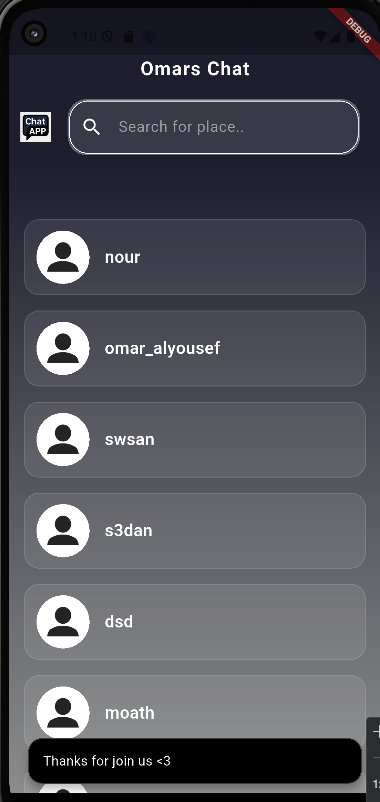 1:10
DEBUG
Omars Chat
Chat
APP
Search for place..
nour
omar_alyousef
swsan
s3dan
dsd
moath
Thanks for join us <3